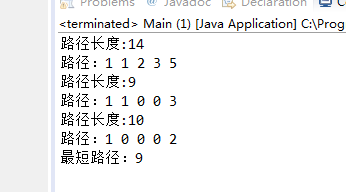 Problems @ Javadoc Declaration
<terminated> Main (1) [Java Application] C:\Prog
路径长度:14
路径：1 1 2 3 5
路径长度:9
路径：1 1 0 0 3
路径长度:10
路径：1 0 0 0 2
最短路径：9